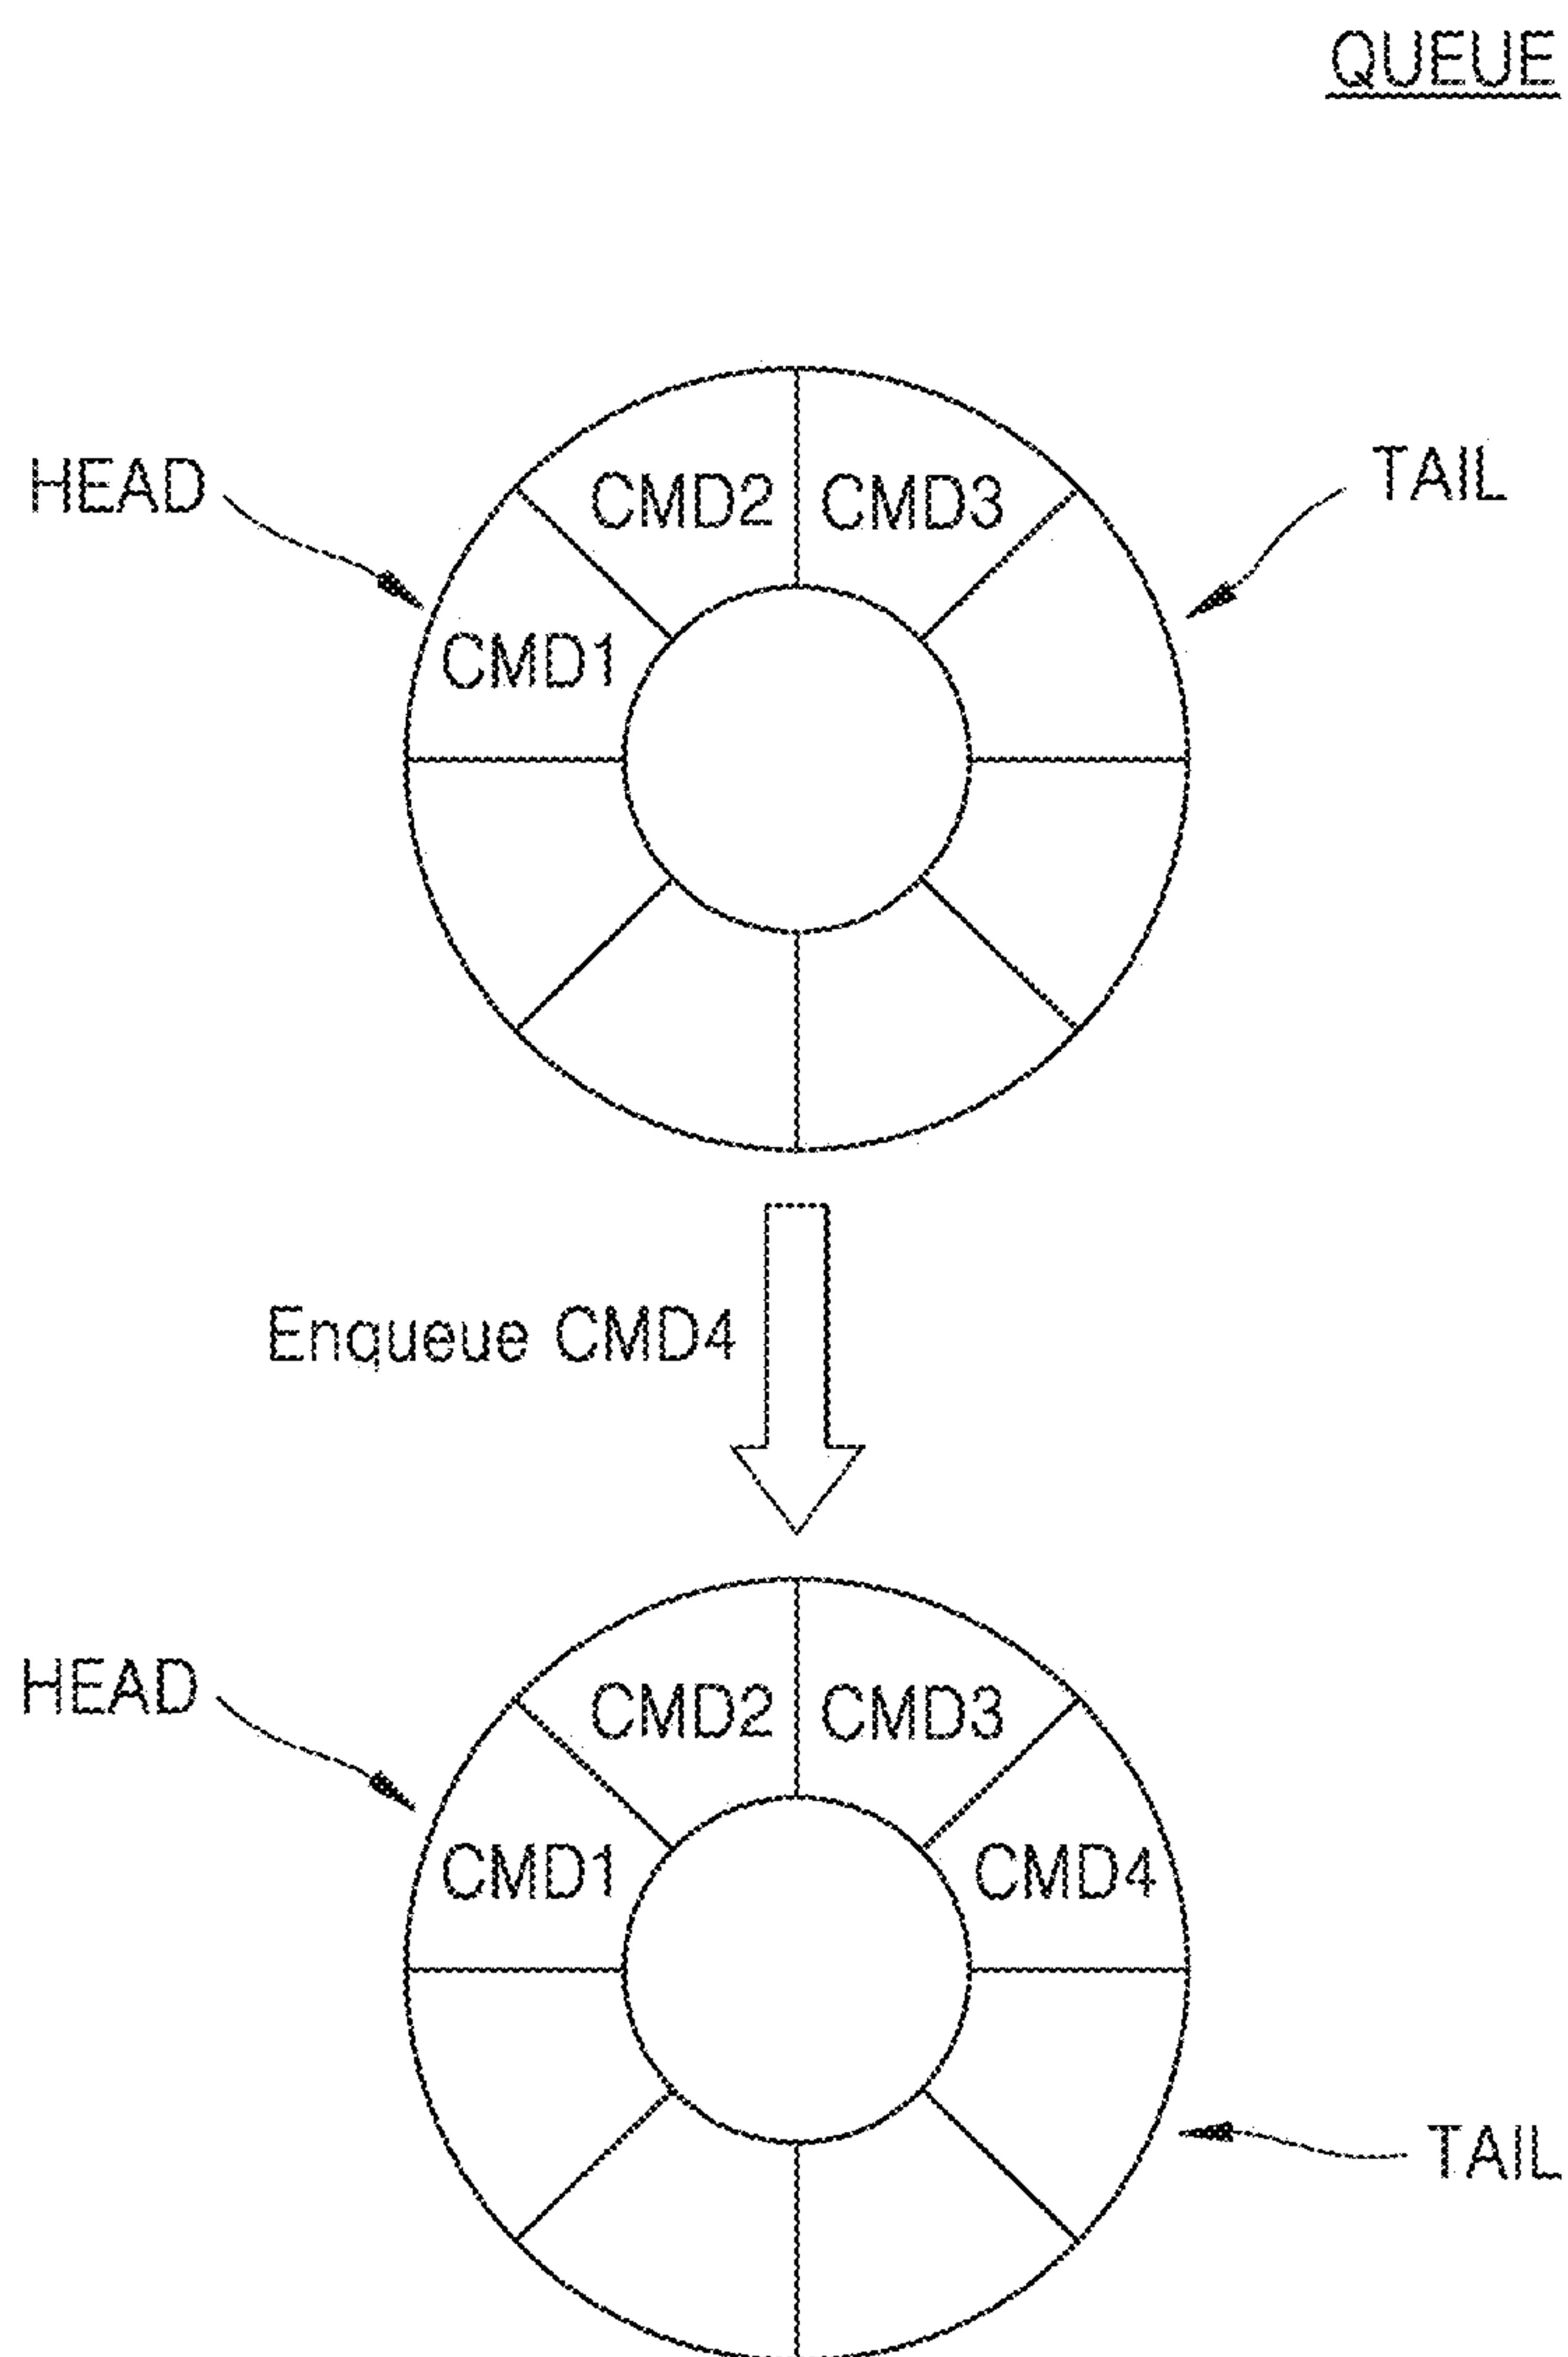 QUEUE
HEAD
TAIL
CMD2
CMD3
CMD1
Enqueue CMD4
HEAD
CMD2
CMD3
CMD1
CMD4
TAIL